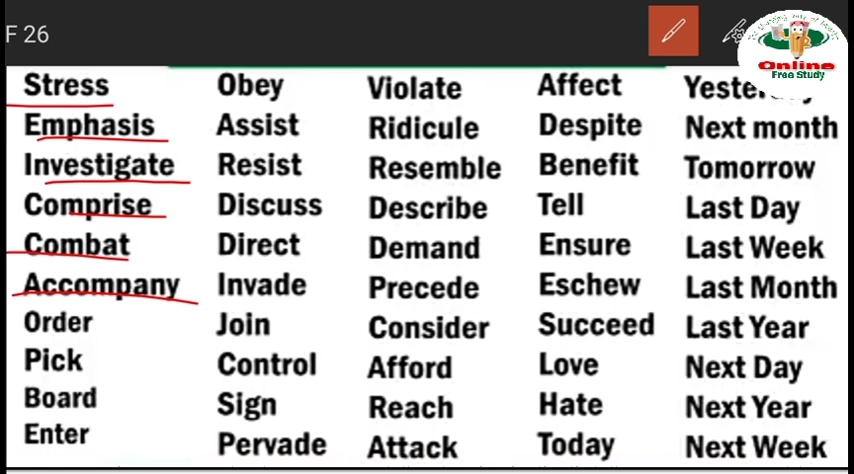 F 26
Online
Free Study
Stress Obey Violate Affect
Emphasis Assist Ridicule Despite Next month
Investigate Resist Resemble Benefit Tomorrow
Comprise Discuss Describe Tell Last Day
Combat Direct Demand Ensure Last Week
Accompany Invade Precede Eschew Last Month
Order Join Consider Succeed Last Year
Pick Control Afford Love Next Day
Board Sign Reach Hate Next Year
Enter Pervade Attack Today Next Week